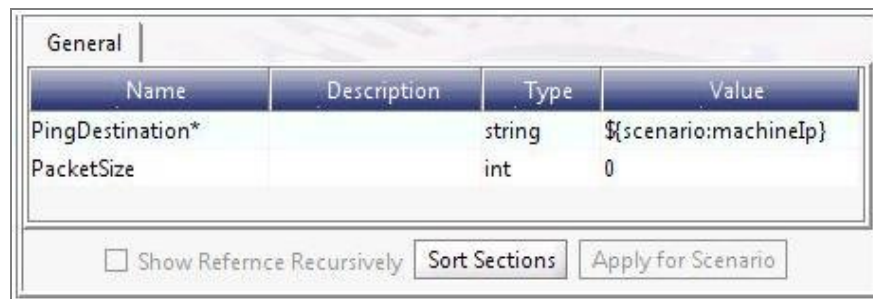 General
Name Description Type Value
PingDestination* string ${scenario:machineIp}
PacketSize int 0
Show Refernce Recursively Sort Sections Apply for Scenario